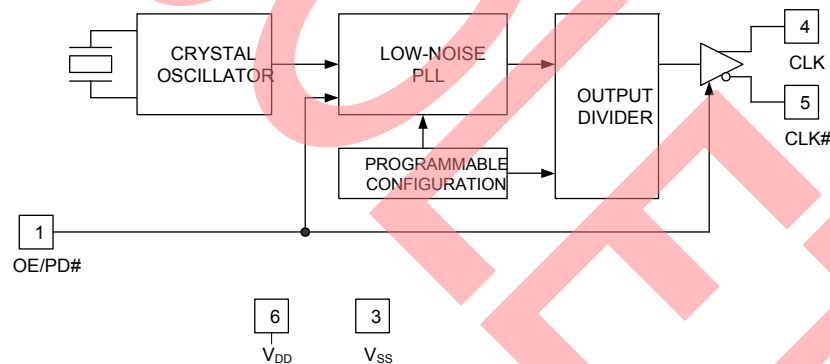 CRYSTAL
OSCILLATOR
LOW-NOISE
PLL
OUTPUT
DIVIDER
PROGRAMMABLE
CONFIGURATION
4
CLK
5
CLK#
1
OE/PD#
6
VDD
3
VSS